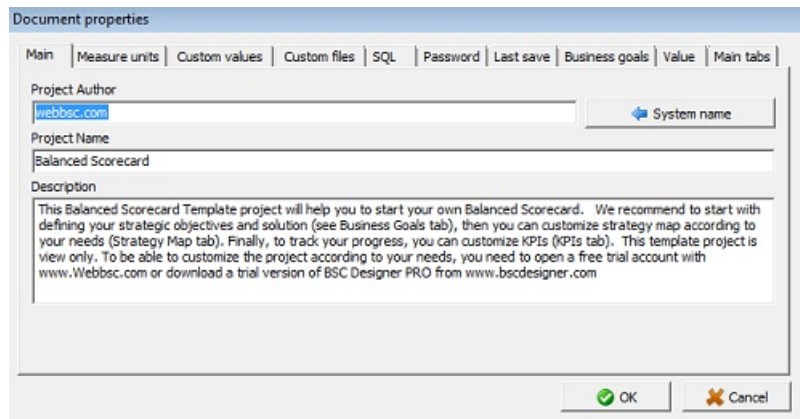 Document properties
Main Measure units Custom values Custom files SQL Password Last save Business goals Value Main tabs
Project Author
webbsc.com System name
Project Name
Balanced Scorecard
Description
This Balanced Scorecard Template project will help you to start your own Balanced Scorecard. We recommend to start with
defining your strategic objectives and solution (see Business Goals tab), then you can customize strategy map according to
your needs (Strategy Map tab). Finally, to track your progress, you can customize KPIs (KPIs tab). This template project is
view only. To be able to customize the project according to your needs, you need to open a free trial account with
www.Webbsc.com or download a trial version of BSC Designer PRO from www.bscdesigner.com
OK Cancel